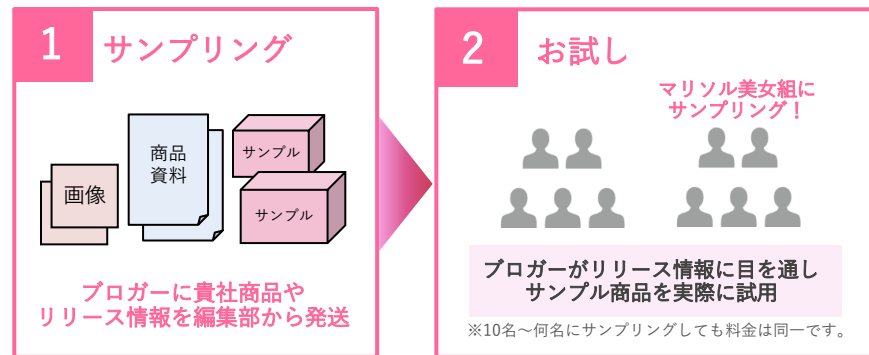 1 サンプリング
画像
商品
資料
サンプル
サンプル
ブロガーに貴社商品や
リリース情報を編集部から発送
2 お試し
マリソル美女組に
サンプリング！
ブロガーがリリース情報に目を通し
サンプル商品を実際に試用
※10名～何名にサンプリングしても料金は同一です。